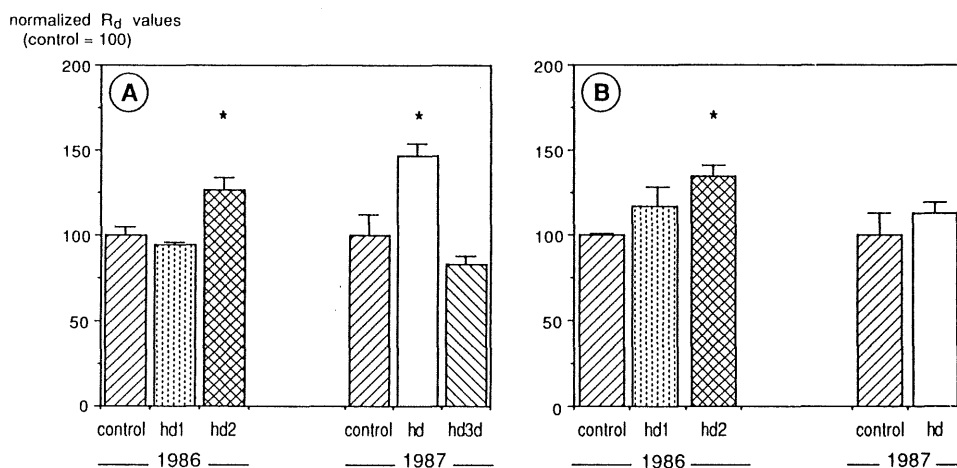 normalized Rd values
(control = 100)
200
150
100
50
0
A
*
*
control hd1 hd2
control hd hd3d
1986
1987
200
150
100
50
0
B
*
control hd1 hd2
control hd
1986
1987